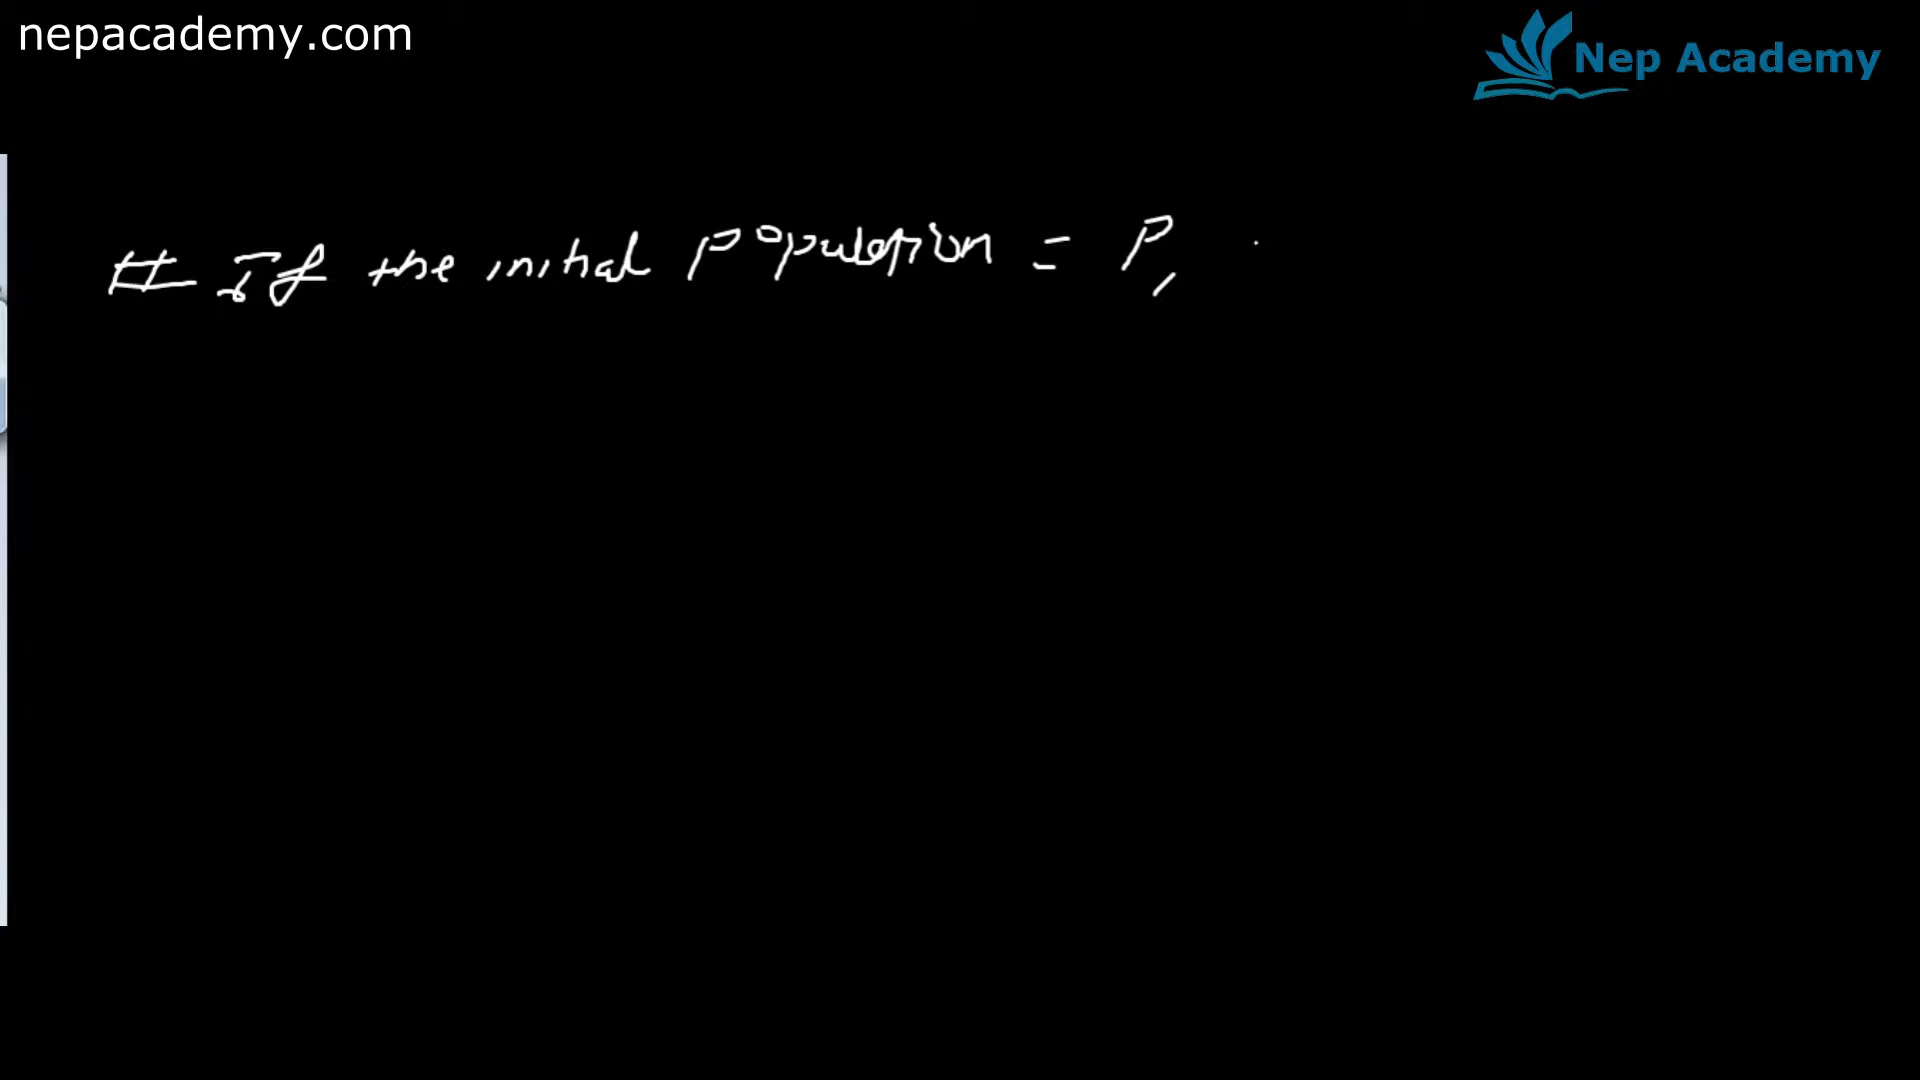 nepacademy.com
Nep Academy
# If the initial population = P,